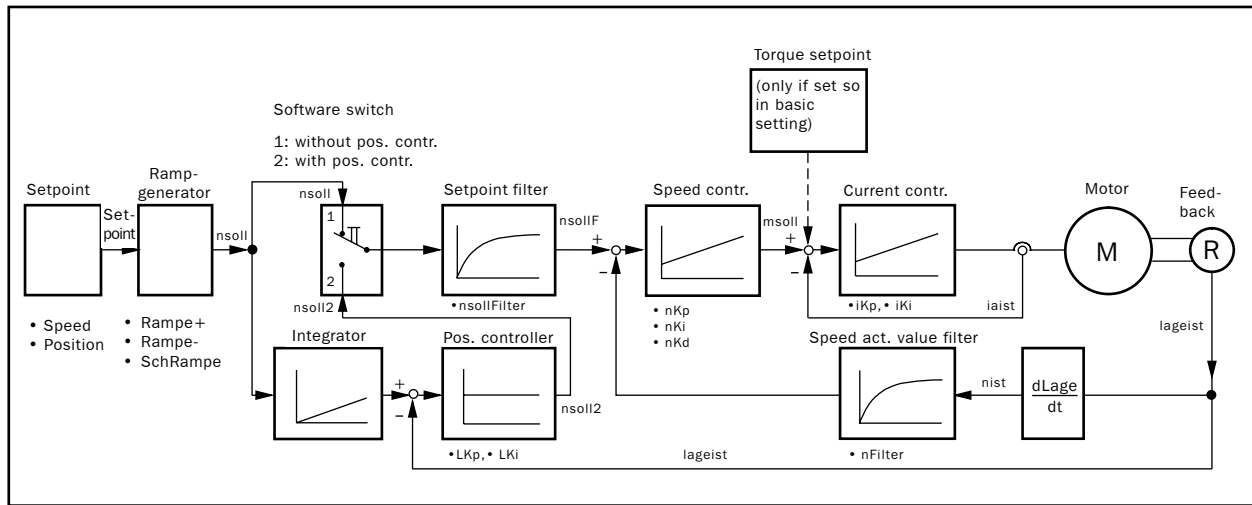 Torque setpoint
(only if set so
in basic
setting)
Software switch
1: without pos. contr.
2: with pos. contr.
Setpoint
Ramp-
generator
nsoll
Setpoint filter
nsollF
Speed contr.
msoll
Current contr.
Motor
Feed-
back
Set-
point
nsoll
1
2
+
−
+
−
M
R
nsoll2
• nsollFilter
• nKp
• nKi
• nKd
• iKp, • iKi
iaist
lageist
• Speed
• Position
• Rampe+
• Rampe-
• SchRampe
Integrator
Pos. controller
Speed act. value filter
+
−
nsoll2
nist
dLage
dt
• LKp, • LKi
lageist
• nFilter